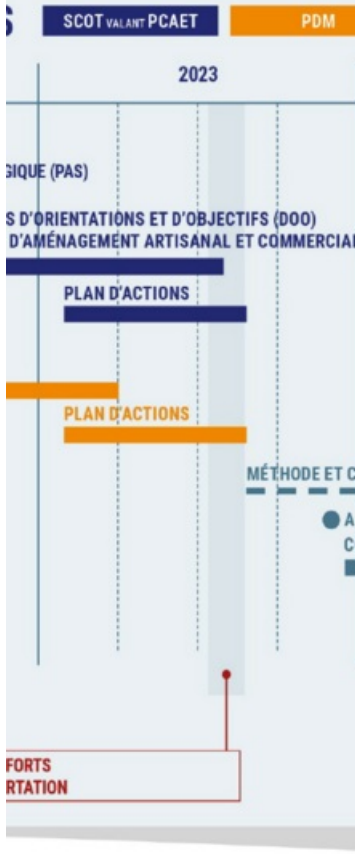 S
SCOT VALANT PCAET
PDM
2023
GIQUE (PAS)
S D'ORIENTATIONS ET D'OBJECTIFS (DOO)
D'AMÉNAGEMENT ARTISANAL ET COMMERCIAL
PLAN D'ACTIONS
PLAN D'ACTIONS
MÉTHODE ET C
A
C
FORTS
RTATION